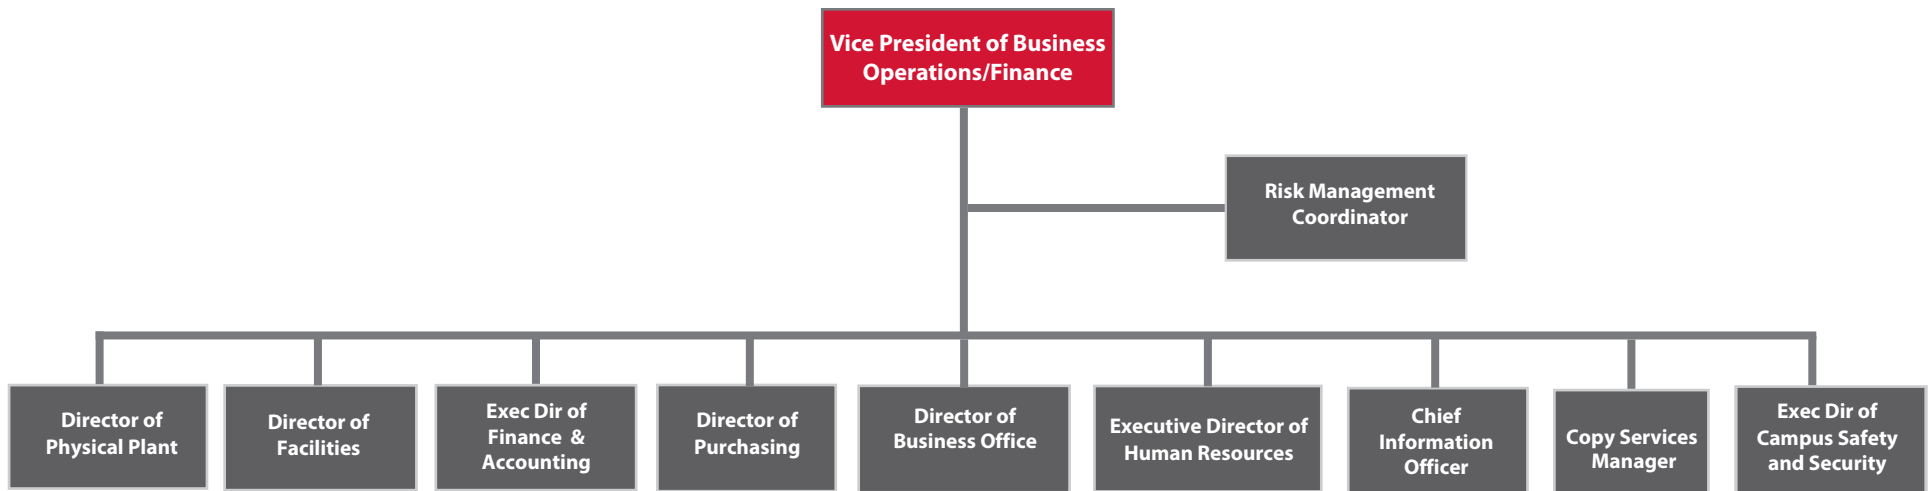 Vice President of Business
Operations/Finance
Risk Management
Coordinator
Director of
Physical Plant
Director of
Facilities
Exec Dir of
Finance &
Accounting
Director of
Purchasing
Director of
Business Office
Executive Director of
Human Resources
Chief
Information
Officer
Copy Services
Manager
Exec Dir of
Campus Safety
and Security